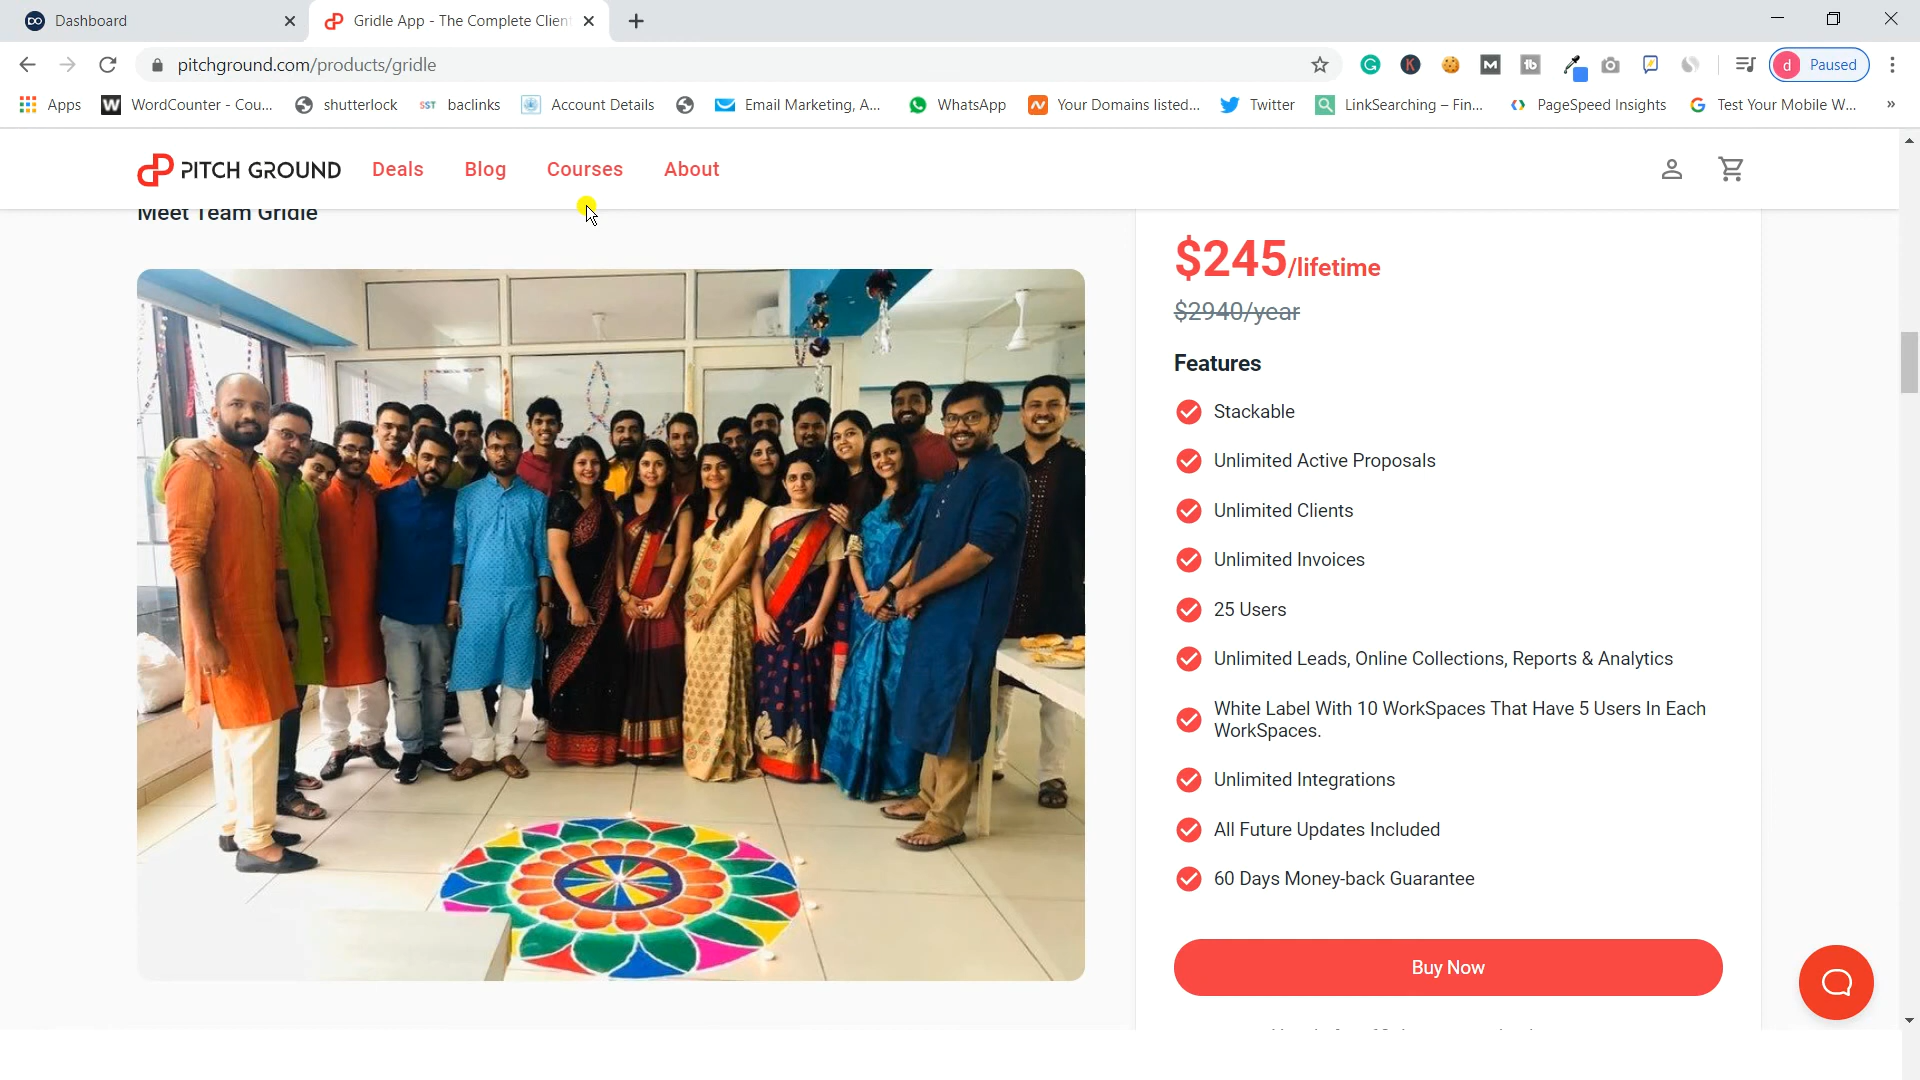 Dashboard
Gridle App - The Complete Clien
pitchground.com/products/gridle
Paused
Apps
WordCounter - Cou...
shutterlock
SST baclinks
Account Details
Email Marketing, A...
WhatsApp
Your Domains listed...
Twitter
LinkSearching – Fin...
PageSpeed Insights
Test Your Mobile W...
»
PITCH GROUND
Deals
Blog
Courses
About
Meet Team Gridle
$245/lifetime
$2940/year
Features
Stackable
Unlimited Active Proposals
Unlimited Clients
Unlimited Invoices
25 Users
Unlimited Leads, Online Collections, Reports & Analytics
White Label With 10 WorkSpaces That Have 5 Users In Each
WorkSpaces.
Unlimited Integrations
All Future Updates Included
60 Days Money-back Guarantee
Buy Now